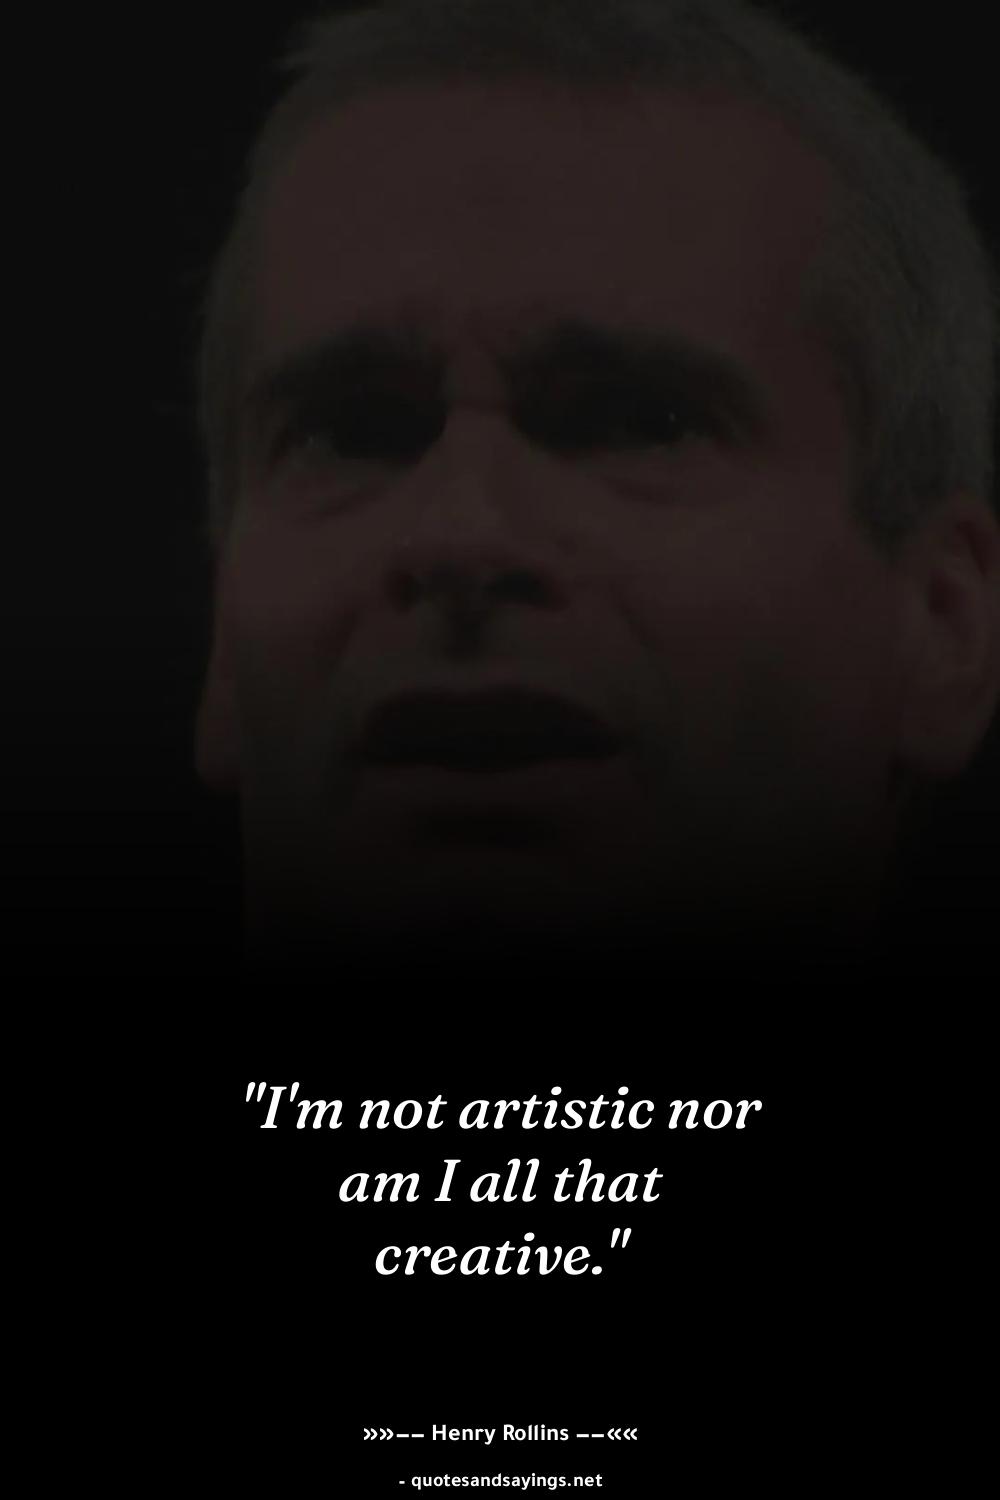 "I'm not artistic nor
am I all that
creative."
»»–– Henry Rollins ––««
- quotesandsayings.net